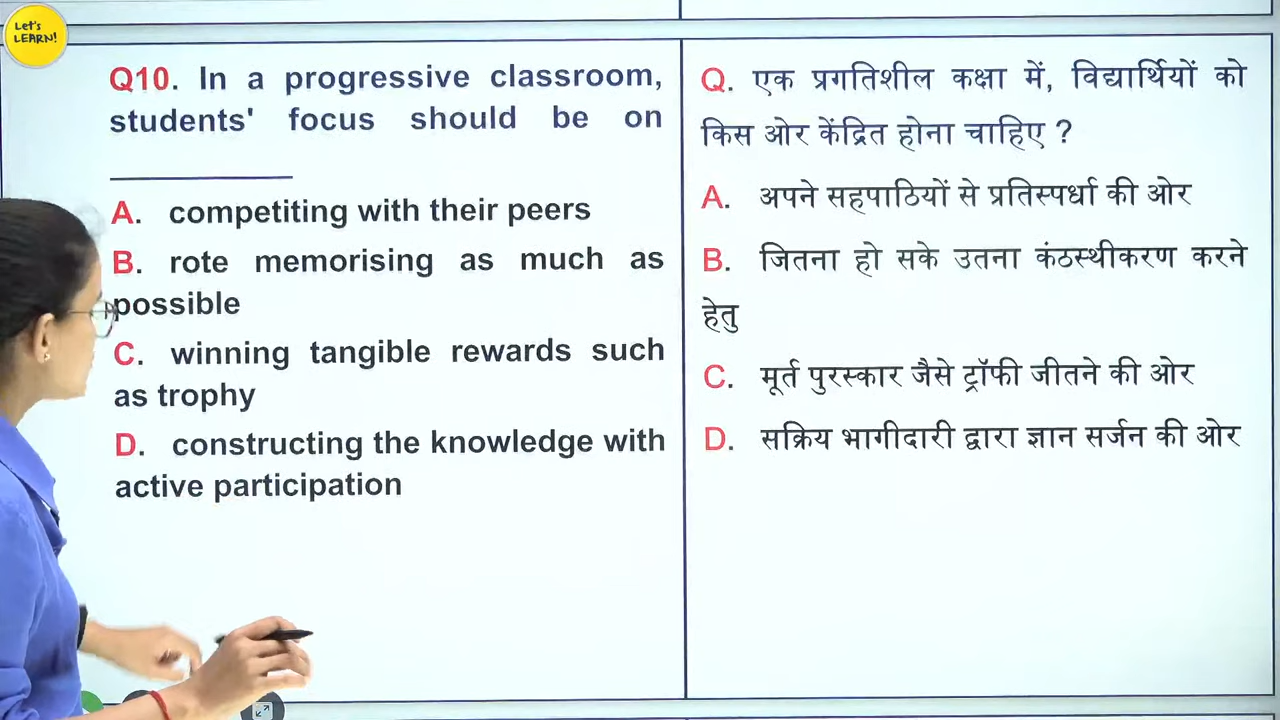 Let's
LEARN!
Q10. In a progressive classroom,
students' focus should be on
___________
A. competiting with their peers
B. rote memorising as much as
possible
C. winning tangible rewards such
as trophy
D. constructing the knowledge with
active participation
Q. एक प्रगतिशील कक्षा में, विद्यार्थियों को
किस ओर केंद्रित होना चाहिए ?
A. अपने सहपाठियों से प्रतिस्पर्धा की ओर
B. जितना हो सके उतना कंठस्थीकरण करने
हेतु
C. मूर्त पुरस्कार जैसे ट्रॉफी जीतने की ओर
D. सक्रिय भागीदारी द्वारा ज्ञान सर्जन की ओर